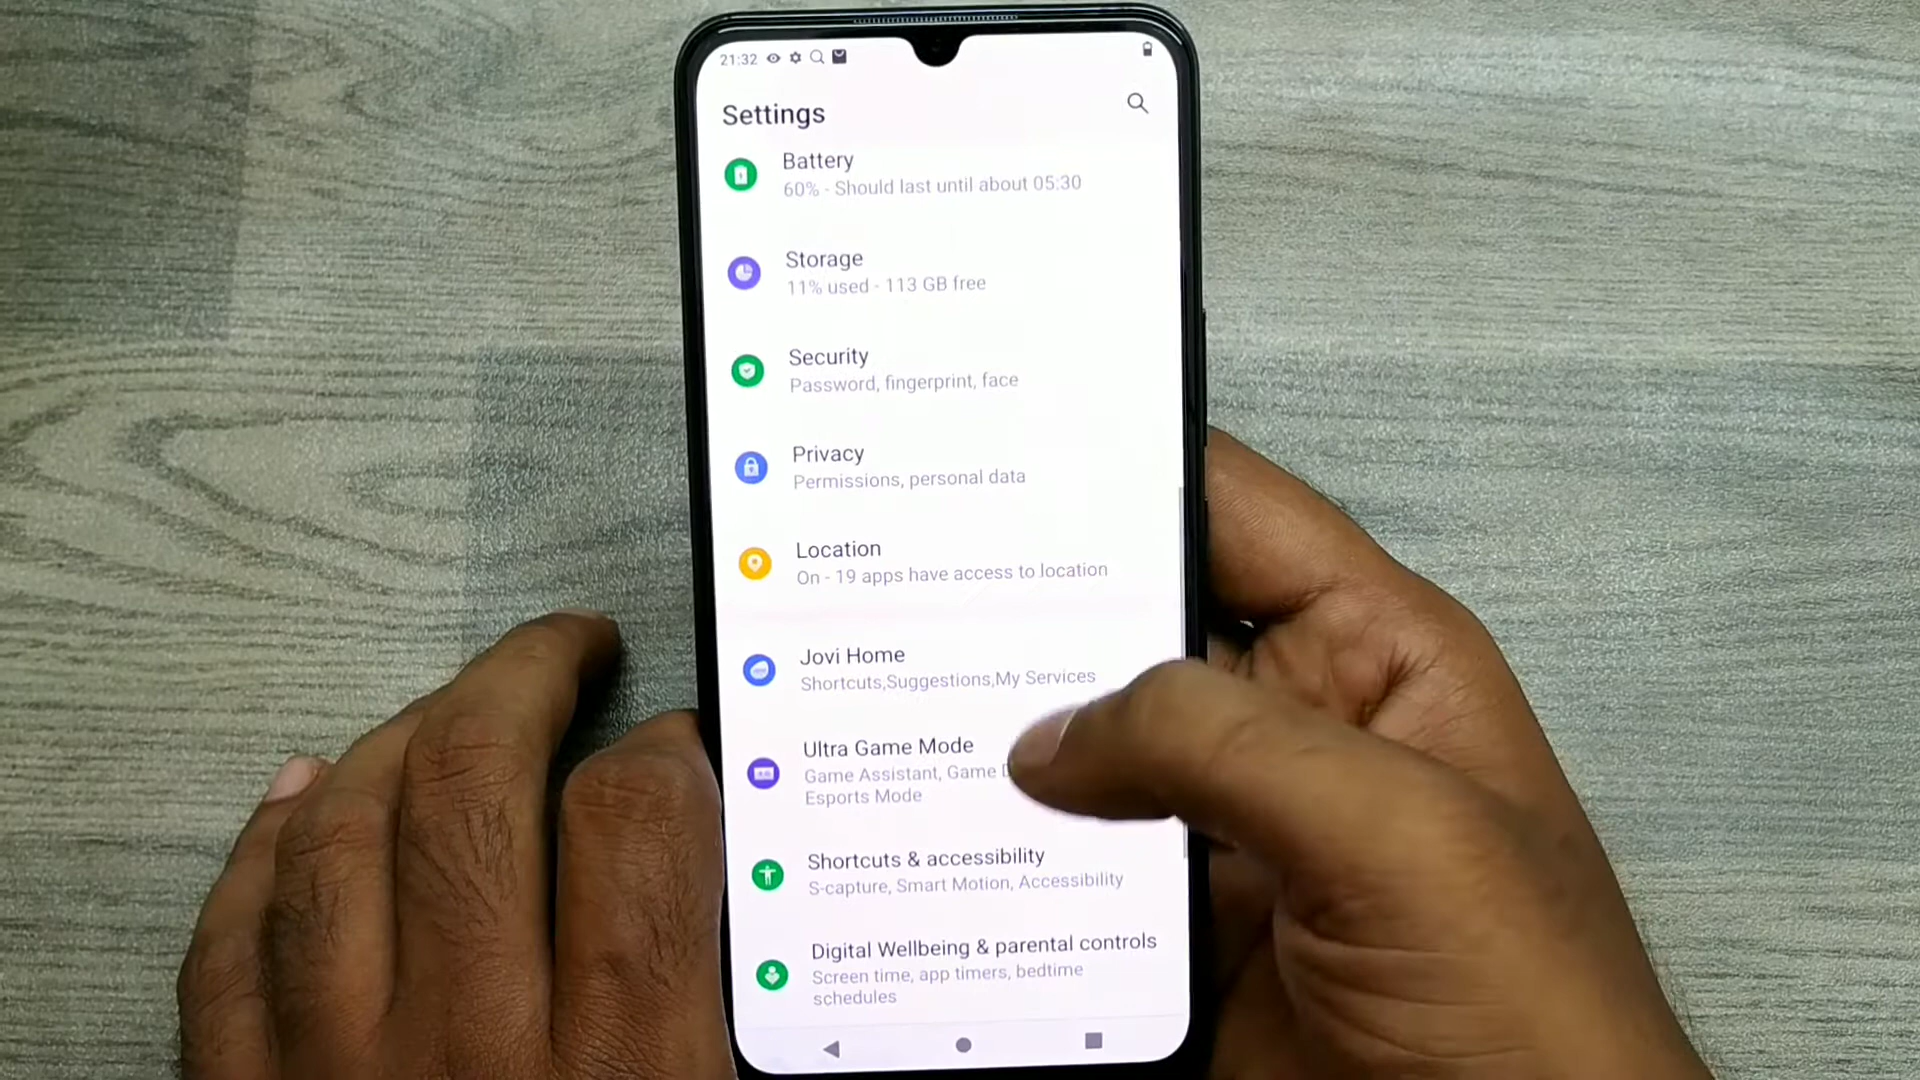 21:32
Settings
Battery
60% - Should last until about 05:30
Storage
11% used - 113 GB free
Security
Password, fingerprint, face
Privacy
Permissions, personal data
Location
On - 19 apps have access to location
Jovi Home
Shortcuts,Suggestions,My Services
Ultra Game Mode
Game Assistant, Game
Esports Mode
Shortcuts & accessibility
S-capture, Smart Motion, Accessibility
Digital Wellbeing & parental controls
Screen time, app timers, bedtime
schedules